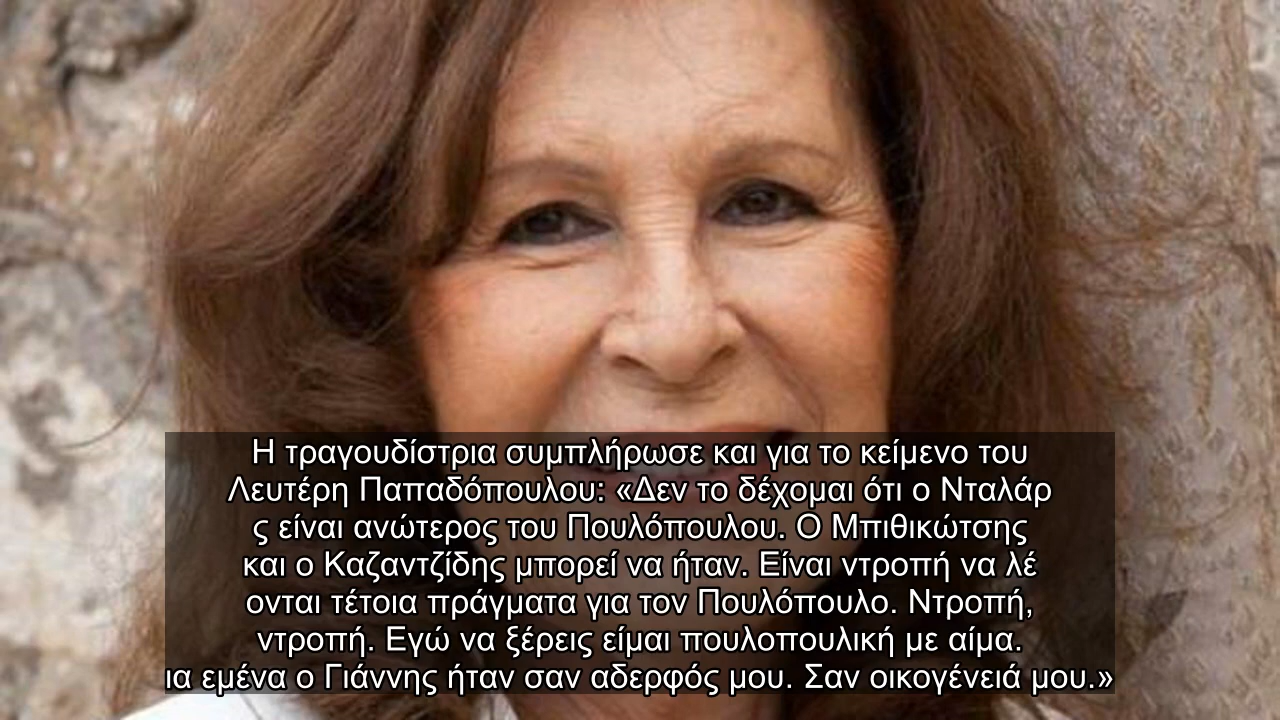 Η τραγουδίστρια συμπλήρωσε και για το κείμενο του
Λευτέρη Παπαδόπουλου: «Δεν το δέχομαι ότι ο Νταλάρ
ς είναι ανώτερος του Πουλόπουλου. Ο Μπιθικώτσης
και ο Καζαντζίδης μπορεί να ήταν. Είναι ντροπή να λέ
ονται τέτοια πράγματα για τον Πουλόπουλο. Ντροπή,
ντροπή. Εγώ να ξέρεις είμαι πουλοπουλική με αίμα.
ια εμένα ο Γιάννης ήταν σαν αδερφός μου. Σαν οικογένειά μου.»